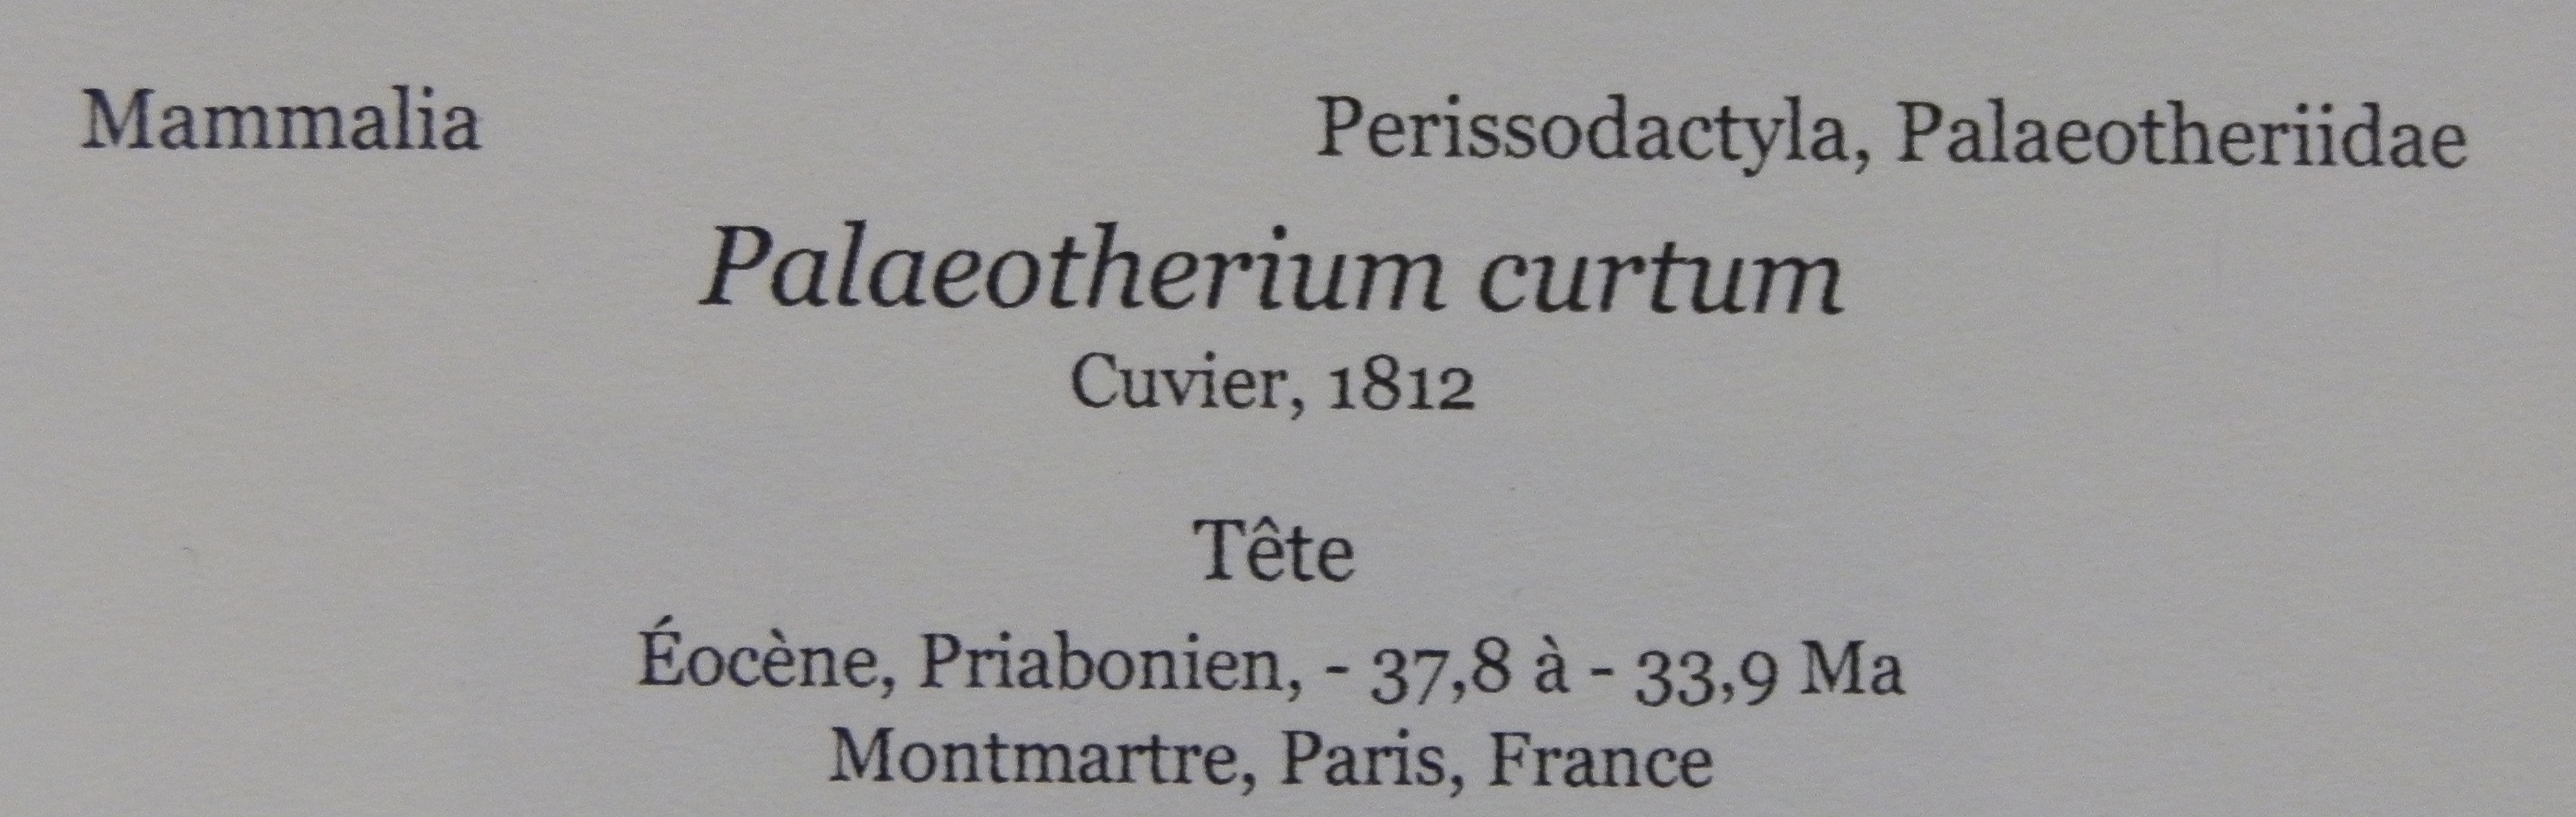 Mammalia Perissodactyla, Palaeotheriidae
Palaeotherium curtum
Cuvier, 1812
Tête
Éocène, Priabonien, - 37,8 à - 33,9 Ma
Montmartre, Paris, France